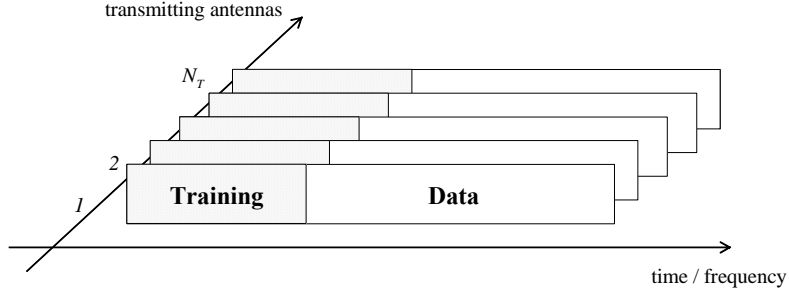 transmitting antennas
N_T
2
1
Training Data
time / frequency